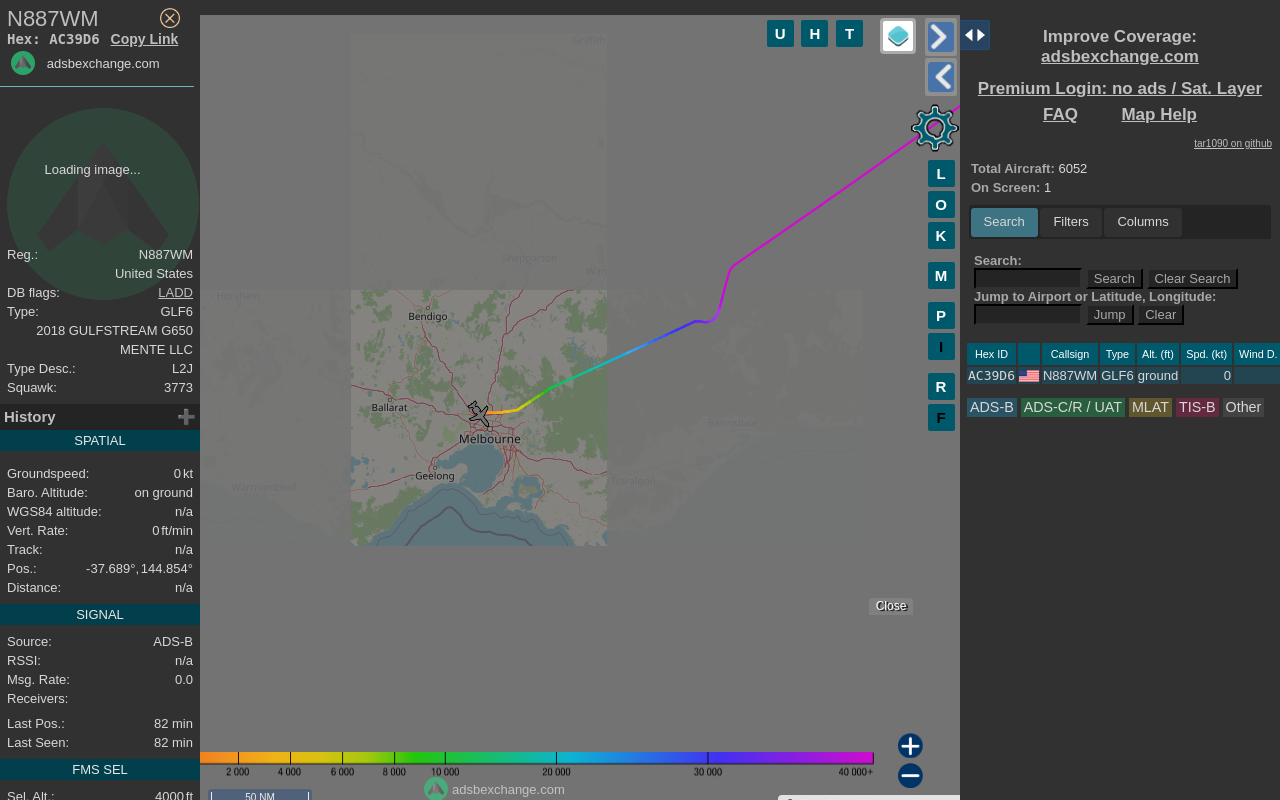 N887WM
Hex: AC39D6 Copy Link
adsbexchange.com
Loading image...
Reg.: N887WM
United States
DB flags: LADD
Type: GLF6
2018 GULFSTREAM G650
MENTE LLC
Type Desc.: L2J
Squawk: 3773
History
SPATIAL
Groundspeed: 0 kt
Baro. Altitude: on ground
WGS84 altitude: n/a
Vert. Rate: 0 ft/min
Track: n/a
Pos.: -37.689°, 144.854°
Distance: n/a
SIGNAL
Source: ADS-B
RSSI: n/a
Msg. Rate: 0.0
Receivers:
Last Pos.: 82 min
Last Seen: 82 min
FMS SEL
Sel. Alt.: 4000 ft
U H T
L
O
K
M
P
I
R
F
Griffith
Shepparton
Horsham
Bendigo
Ballarat
Melbourne
Geelong
Bairnsdale
Warrnambool
Traralgon
Close
2 000 4 000 6 000 8 000 10 000 20 000 30 000 40 000+
adsbexchange.com
50 NM
Improve Coverage:
adsbexchange.com
Premium Login: no ads / Sat. Layer
FAQ Map Help
tar1090 on github
Total Aircraft: 6052
On Screen: 1
Search Filters Columns
Search:
Search Clear Search
Jump to Airport or Latitude, Longitude:
Jump Clear
Hex ID Callsign Type Alt. (ft) Spd. (kt) Wind D.
AC39D6 N887WM GLF6 ground 0
ADS-B ADS-C/R / UAT MLAT TIS-B Other